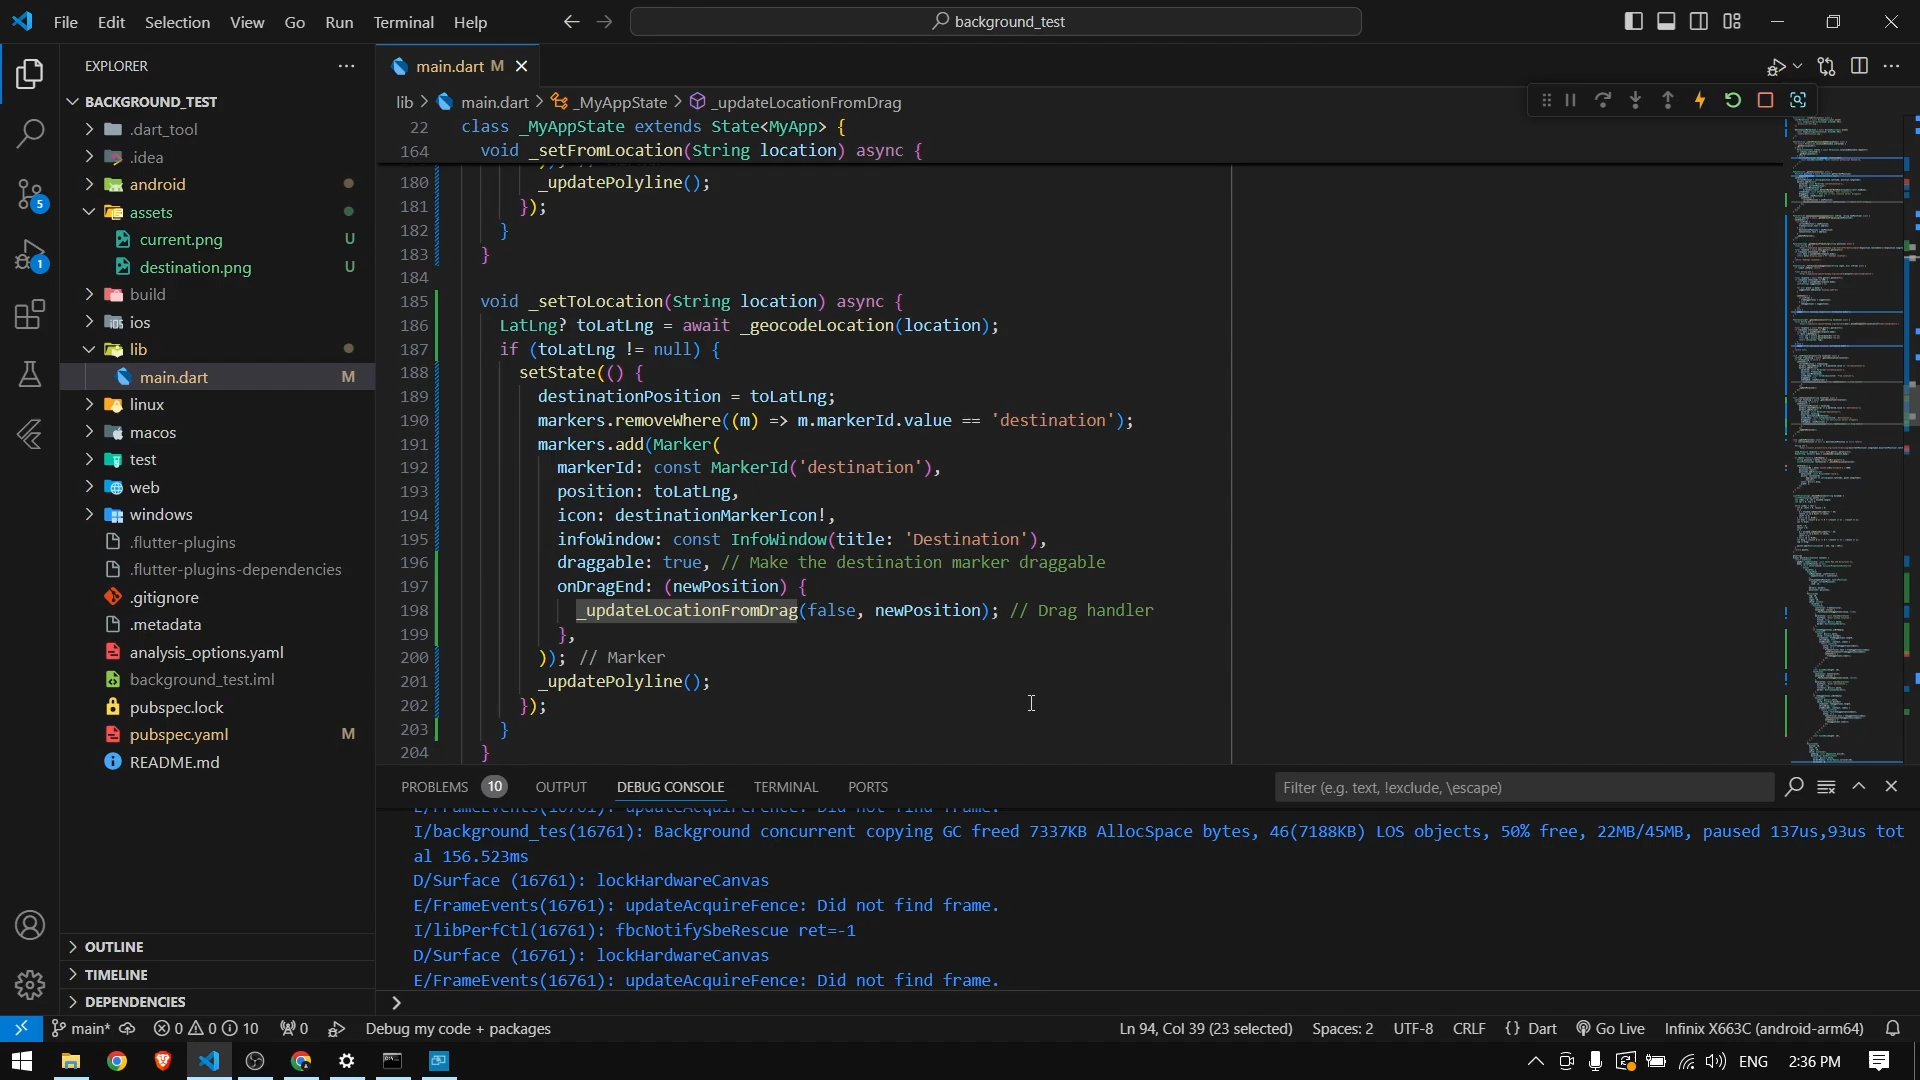 File Edit Selection View Go Run Terminal Help
background_test
EXPLORER
BACKGROUND_TEST
.dart_tool
.idea
android
assets
current.png U
destination.png U
build
ios
lib
main.dart M
linux
macos
test
web
windows
.flutter-plugins
.flutter-plugins-dependencies
.gitignore
.metadata
analysis_options.yaml
background_test.iml
pubspec.lock
pubspec.yaml M
README.md
OUTLINE
TIMELINE
DEPENDENCIES
5
1
main.dart M
lib > main.dart > _MyAppState > _updateLocationFromDrag
22 class _MyAppState extends State<MyApp> {
164 void _setFromLocation(String location) async {
180 _updatePolyline();
181 });
182 }
183 }
184
185 void _setToLocation(String location) async {
186 LatLng? toLatLng = await _geocodeLocation(location);
187 if (toLatLng != null) {
188 setState(() {
189 destinationPosition = toLatLng;
190 markers.removeWhere((m) => m.markerId.value == 'destination');
191 markers.add(Marker(
192 markerId: const MarkerId('destination'),
193 position: toLatLng,
194 icon: destinationMarkerIcon!,
195 infoWindow: const InfoWindow(title: 'Destination'),
196 draggable: true, // Make the destination marker draggable
197 onDragEnd: (newPosition) {
198 _updateLocationFromDrag(false, newPosition); // Drag handler
199 },
200 )); // Marker
201 _updatePolyline();
202 });
203 }
204 }
PROBLEMS 10 OUTPUT DEBUG CONSOLE TERMINAL PORTS
Filter (e.g. text, !exclude, \escape)
E/FrameEvents(16761): updateAcquireFence: Did not find frame.
I/background_tes(16761): Background concurrent copying GC freed 7337KB AllocSpace bytes, 46(7188KB) LOS objects, 50% free, 22MB/45MB, paused 137us,93us tot
al 156.523ms
D/Surface (16761): lockHardwareCanvas
E/FrameEvents(16761): updateAcquireFence: Did not find frame.
I/libPerfCtl(16761): fbcNotifySbeRescue ret=-1
D/Surface (16761): lockHardwareCanvas
E/FrameEvents(16761): updateAcquireFence: Did not find frame.
>
main* 0 0 10 0 Debug my code + packages
Ln 94, Col 39 (23 selected) Spaces: 2 UTF-8 CRLF {} Dart Go Live Infinix X663C (android-arm64)
ENG 2:36 PM